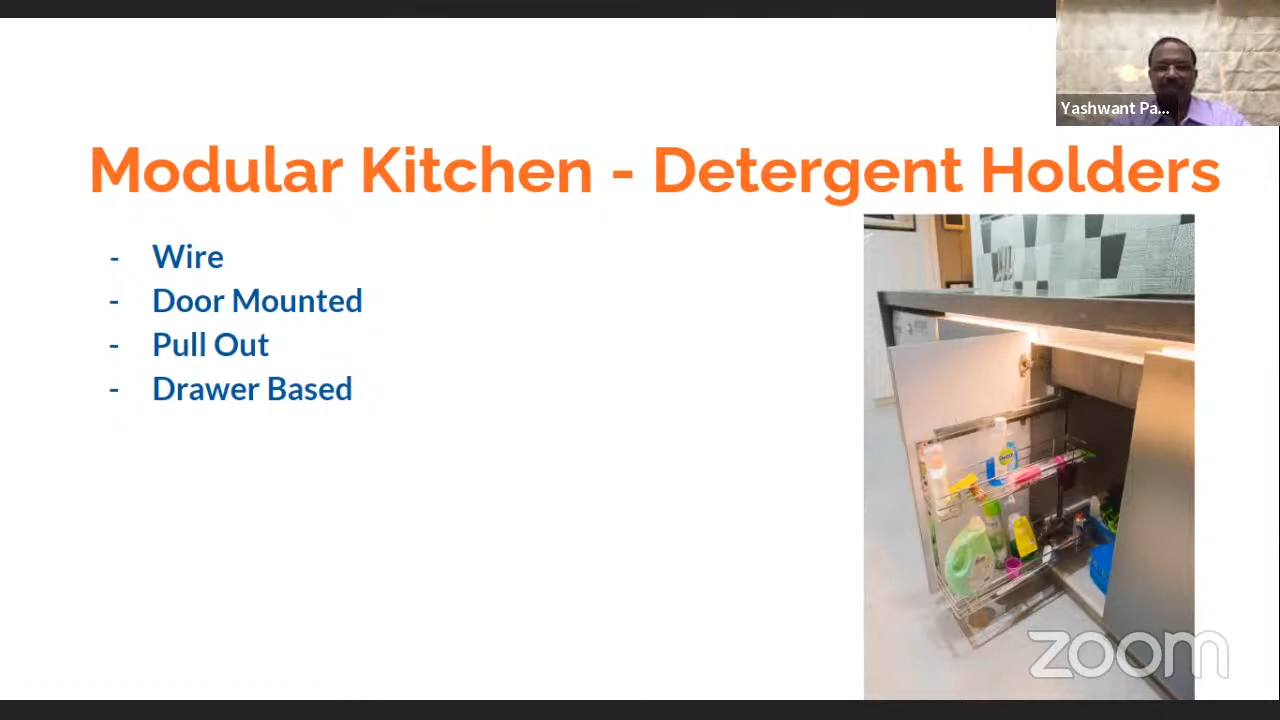 Yashwant Pa...
Modular Kitchen - Detergent Holders
- Wire
- Door Mounted
- Pull Out
- Drawer Based
zoom